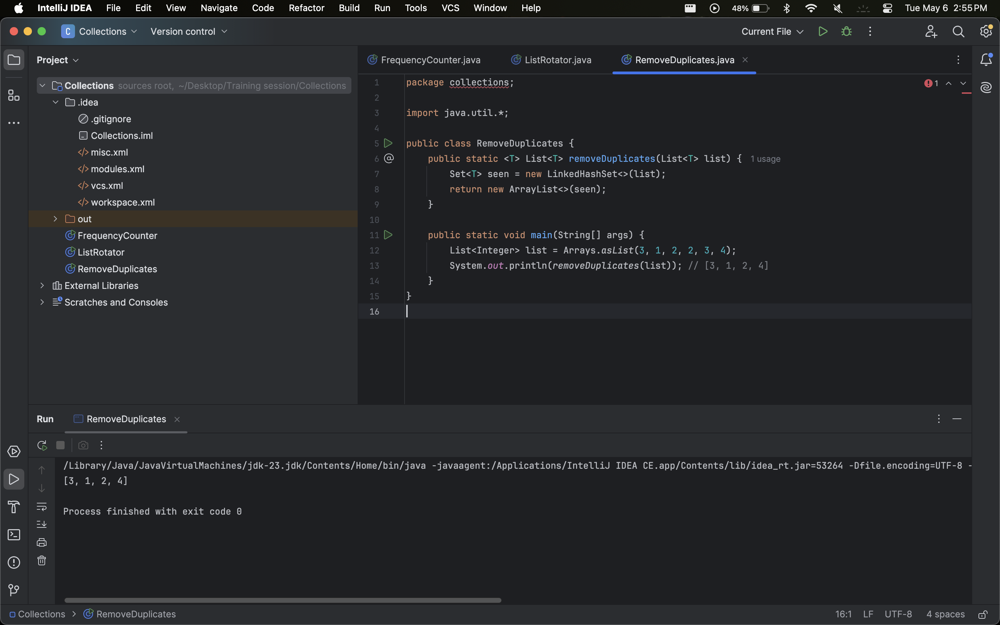 IntelliJ IDEA File Edit View Navigate Code Refactor Build Run Tools VCS Window Help 48% Tue May 6 2:55 PM
C Collections Version control Current File
Project
FrequencyCounter.java ListRotator.java RemoveDuplicates.java
Collections sources root, ~/Desktop/Training session/Collections
.idea
.gitignore
Collections.iml
misc.xml
modules.xml
vcs.xml
workspace.xml
out
FrequencyCounter
ListRotator
RemoveDuplicates
External Libraries
Scratches and Consoles
1 package collections;
1
2
3 import java.util.*;
4
5 public class RemoveDuplicates {
6 public static <T> List<T> removeDuplicates(List<T> list) { 1 usage
7 Set<T> seen = new LinkedHashSet<>(list);
8 return new ArrayList<>(seen);
9 }
10
11 public static void main(String[] args) {
12 List<Integer> list = Arrays.asList(3, 1, 2, 2, 3, 4);
13 System.out.println(removeDuplicates(list)); // [3, 1, 2, 4]
14 }
15 }
16
Run RemoveDuplicates
/Library/Java/JavaVirtualMachines/jdk-23.jdk/Contents/Home/bin/java -javaagent:/Applications/IntelliJ IDEA CE.app/Contents/lib/idea_rt.jar=53264 -Dfile.encoding=UTF-8 -
[3, 1, 2, 4]
Process finished with exit code 0
Collections > RemoveDuplicates 16:1 LF UTF-8 4 spaces